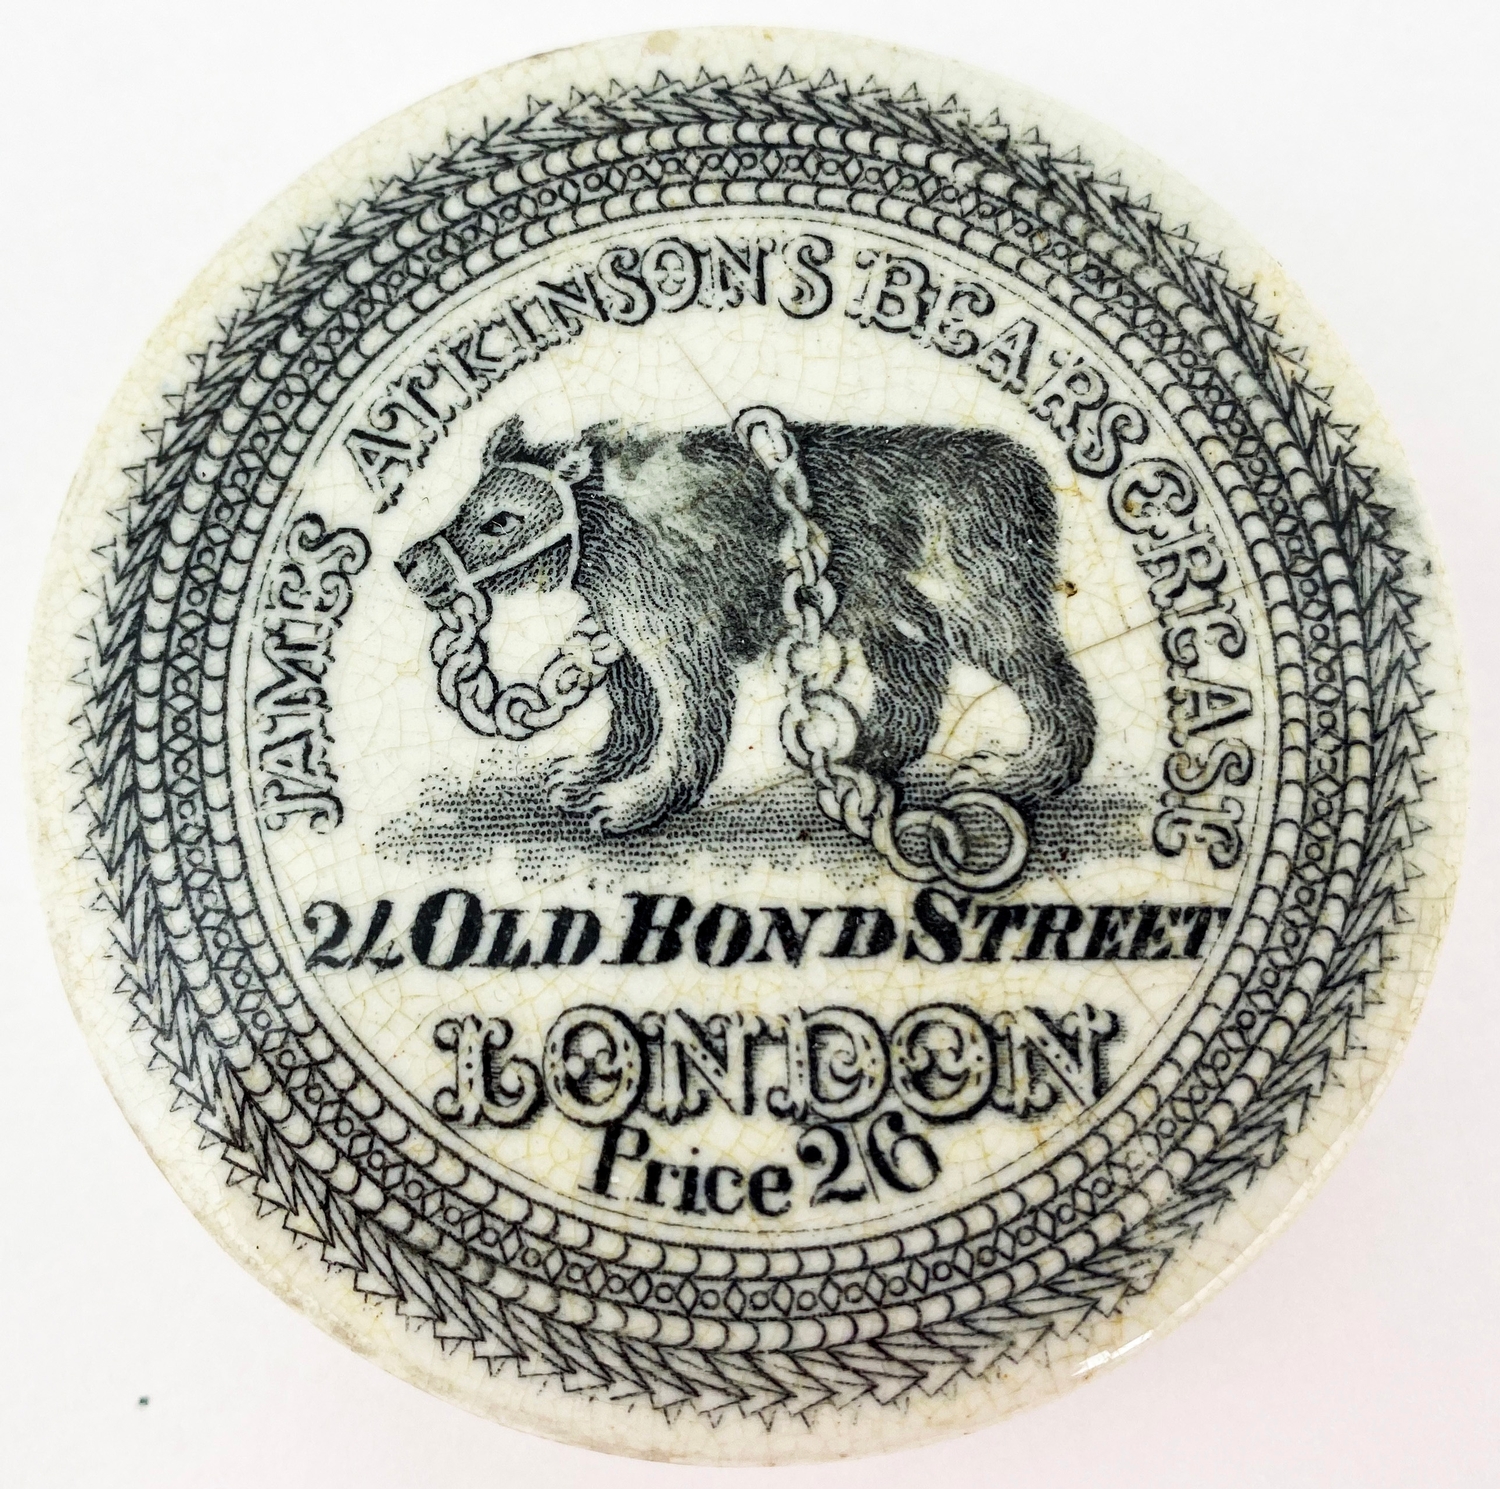 JAMES ATKINSON'S BEARS GREASE
24 OLD BOND STREET
LONDON
Price 2/6